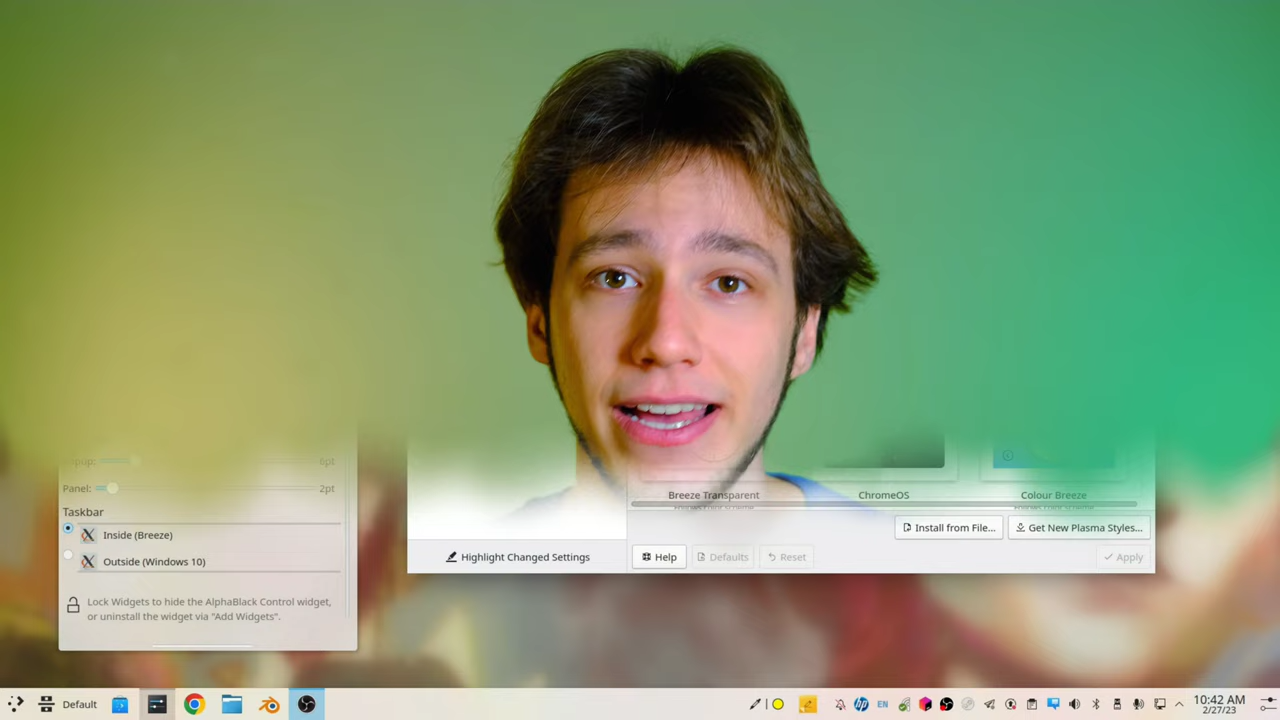 6pt
Panel:
2pt
Taskbar
Inside (Breeze)
Outside (Windows 10)
Lock Widgets to hide the AlphaBlack Control widget,
or uninstall the widget via "Add Widgets".
Breeze Transparent
ChromeOS
Colour Breeze
Install from File...
Get New Plasma Styles...
Highlight Changed Settings
Help
Defaults
Reset
Apply
Default
EN
10:42 AM
2/27/23